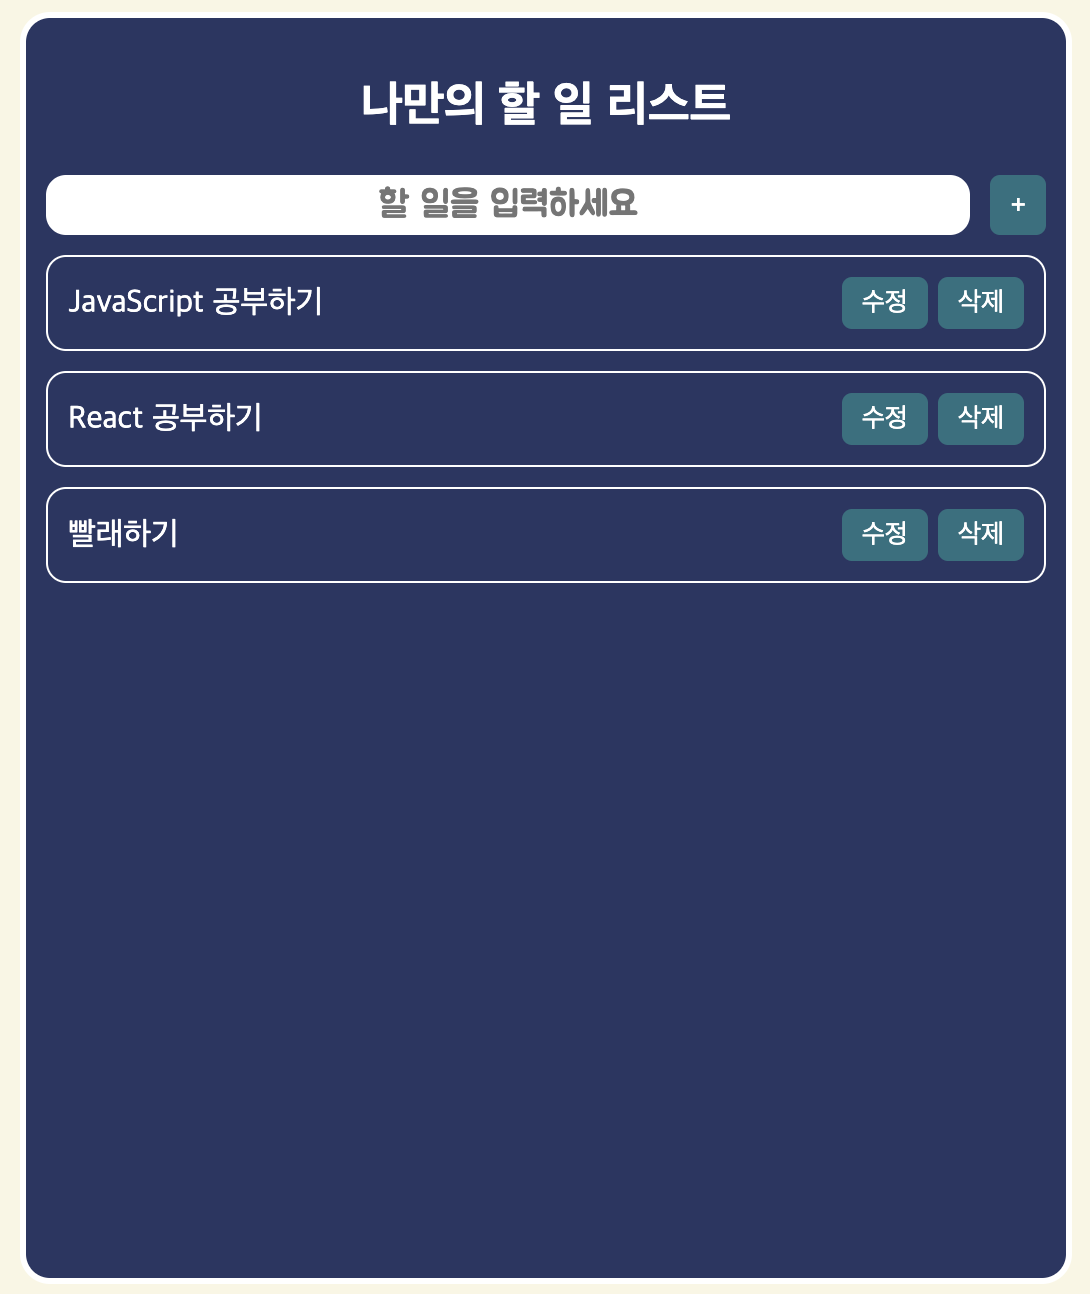 나만의 할 일 리스트
할 일을 입력하세요 +
JavaScript 공부하기 수정 삭제
React 공부하기 수정 삭제
빨래하기 수정 삭제